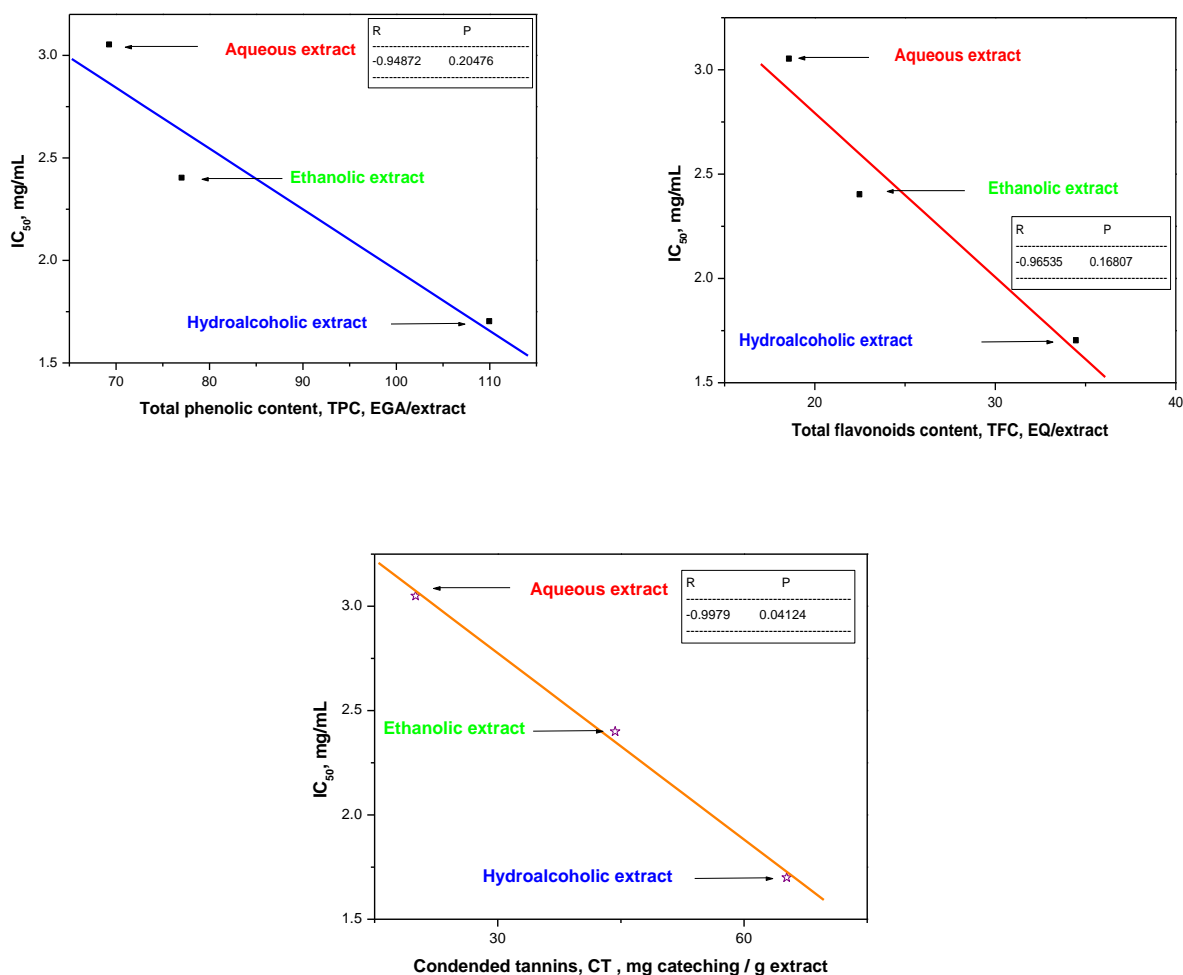 R P
-0.94872 0.20476
Aqueous extract
Ethanolic extract
Hydroalcoholic extract
3.0
2.5
2.0
1.5
IC50, mg/mL
70 80 90 100 110
Total phenolic content, TPC, EGA/extract
Aqueous extract
Ethanolic extract
R P
-0.96535 0.16807
Hydroalcoholic extract
3.0
2.5
2.0
1.5
IC50, mg/mL
20 30 40
Total flavonoids content, TFC, EQ/extract
R P
-0.9979 0.04124
Aqueous extract
Ethanolic extract
Hydroalcoholic extract
3.0
2.5
2.0
1.5
IC50, mg/mL
30 60
Condended tannins, CT , mg cateching / g extract